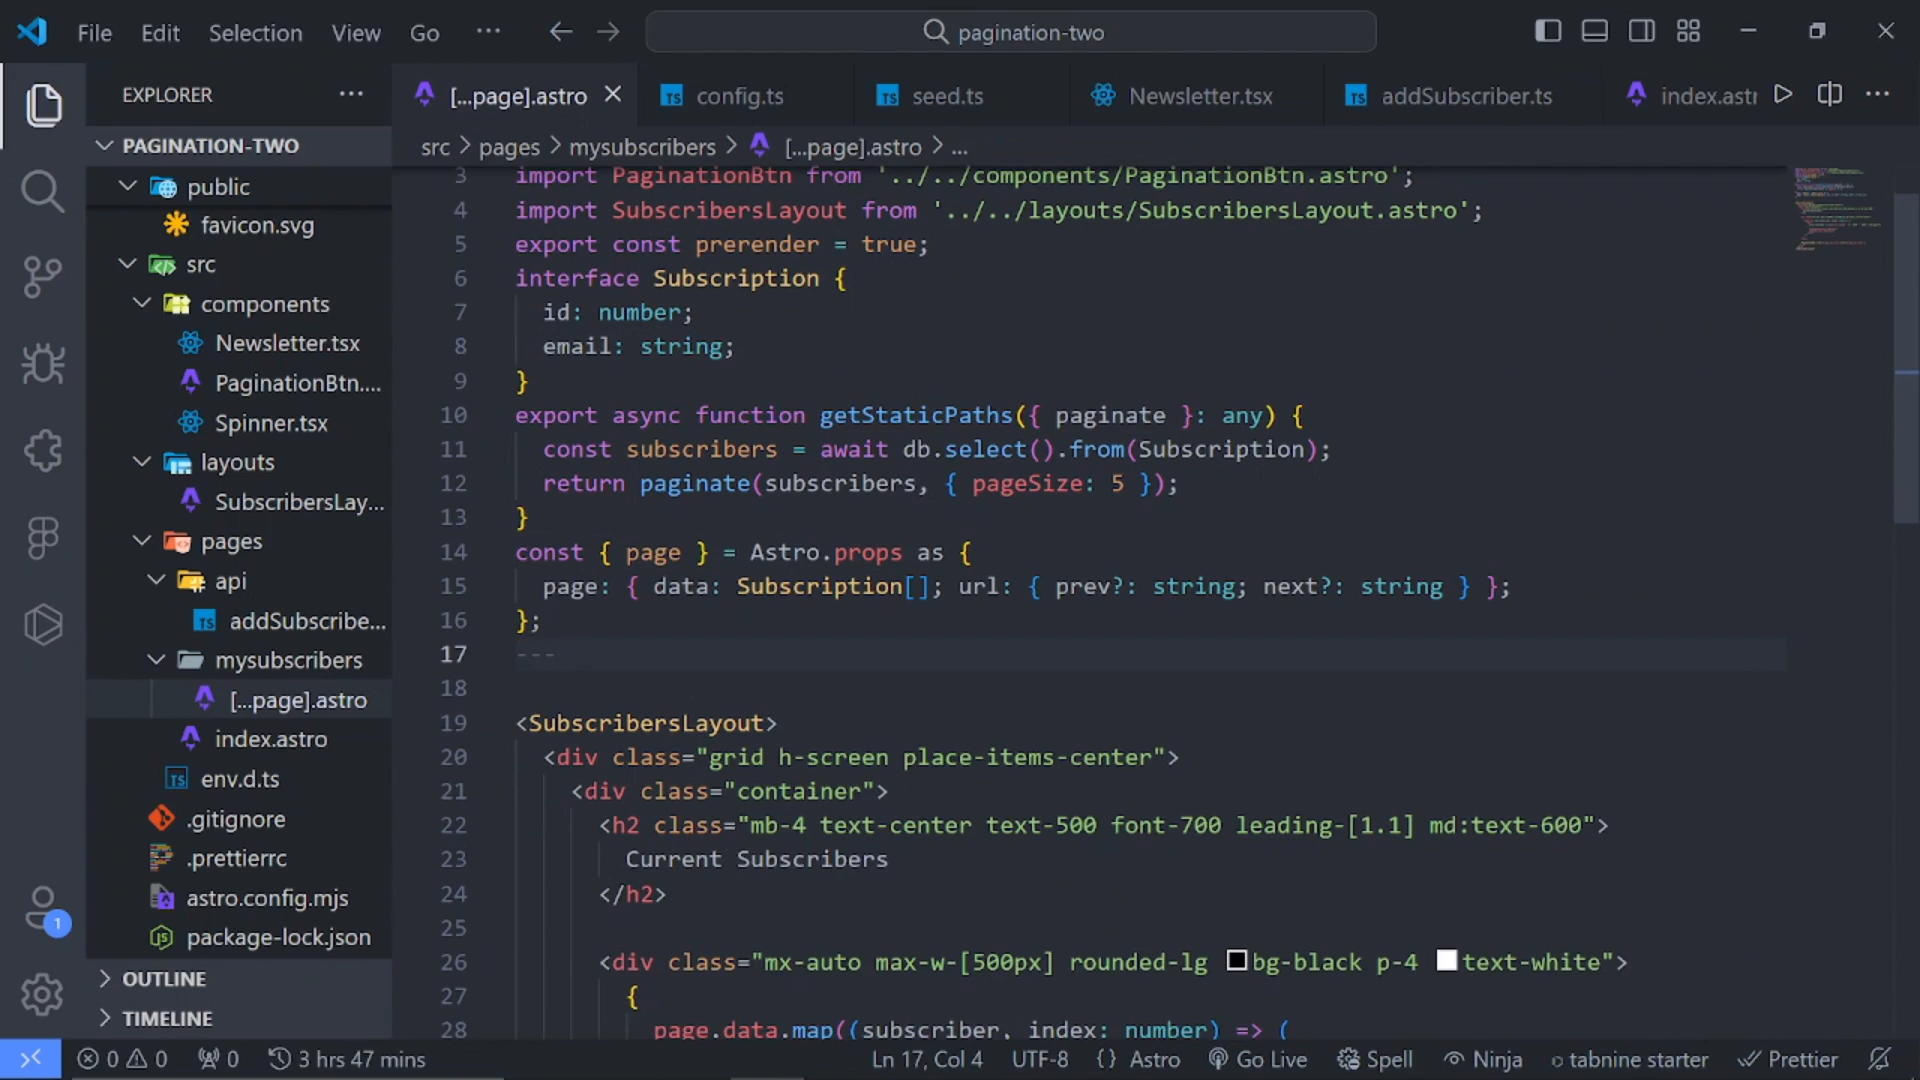 File Edit Selection View Go ··· pagination-two
EXPLORER ···
PAGINATION-TWO
public
favicon.svg
src
components
Newsletter.tsx
PaginationBtn....
Spinner.tsx
layouts
SubscribersLay...
pages
api
addSubscribe...
mysubscribers
[...page].astro
index.astro
env.d.ts
.gitignore
.prettierrc
astro.config.mjs
package-lock.json
OUTLINE
TIMELINE
[...page].astro config.ts seed.ts Newsletter.tsx addSubscriber.ts index.astr ···
src > pages > mysubscribers > [...page].astro > ...
3 import PaginationBtn from '../../components/PaginationBtn.astro';
4 import SubscribersLayout from '../../layouts/SubscribersLayout.astro';
5 export const prerender = true;
6 interface Subscription {
7 id: number;
8 email: string;
9 }
10 export async function getStaticPaths({ paginate }: any) {
11 const subscribers = await db.select().from(Subscription);
12 return paginate(subscribers, { pageSize: 5 });
13 }
14 const { page } = Astro.props as {
15 page: { data: Subscription[]; url: { prev?: string; next?: string } };
16 };
17 ---
18
19 <SubscribersLayout>
20 <div class="grid h-screen place-items-center">
21 <div class="container">
22 <h2 class="mb-4 text-center text-500 font-700 leading-[1.1] md:text-600">
23 Current Subscribers
24 </h2>
25
26 <div class="mx-auto max-w-[500px] rounded-lg bg-black p-4 text-white">
27 {
28 page.data.map((subscriber, index: number) => (
1
0 0 0 3 hrs 47 mins Ln 17, Col 4 UTF-8 {} Astro Go Live Spell Ninja tabnine starter Prettier